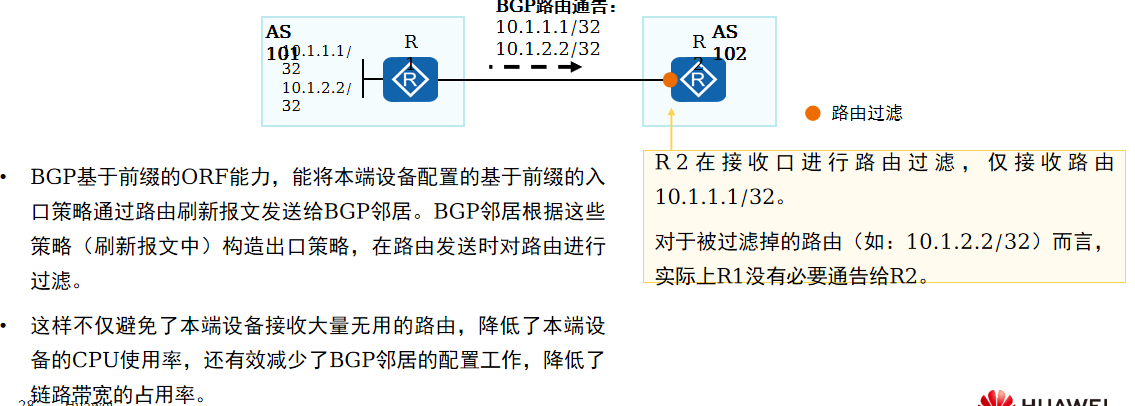 BGP路由通告：
10.1.1.1/32
10.1.2.2/32
AS
101
10.1.1.1/
32
10.1.2.2/
32
R
1
R
R
2
R
AS
102
路由过滤
R2在接收口进行路由过滤，仅接收路由
10.1.1.1/32。
对于被过滤掉的路由（如：10.1.2.2/32）而言，
实际上R1没有必要通告给R2。
• BGP基于前缀的ORF能力，能将本端设备配置的基于前缀的入
口策略通过路由刷新报文发送给BGP邻居。BGP邻居根据这些
策略（刷新报文中）构造出口策略，在路由发送时对路由进行
过滤。
• 这样不仅避免了本端设备接收大量无用的路由，降低了本端设
备的CPU使用率，还有效减少了BGP邻居的配置工作，降低了
链路带宽的占用率。
28
HUAWEI